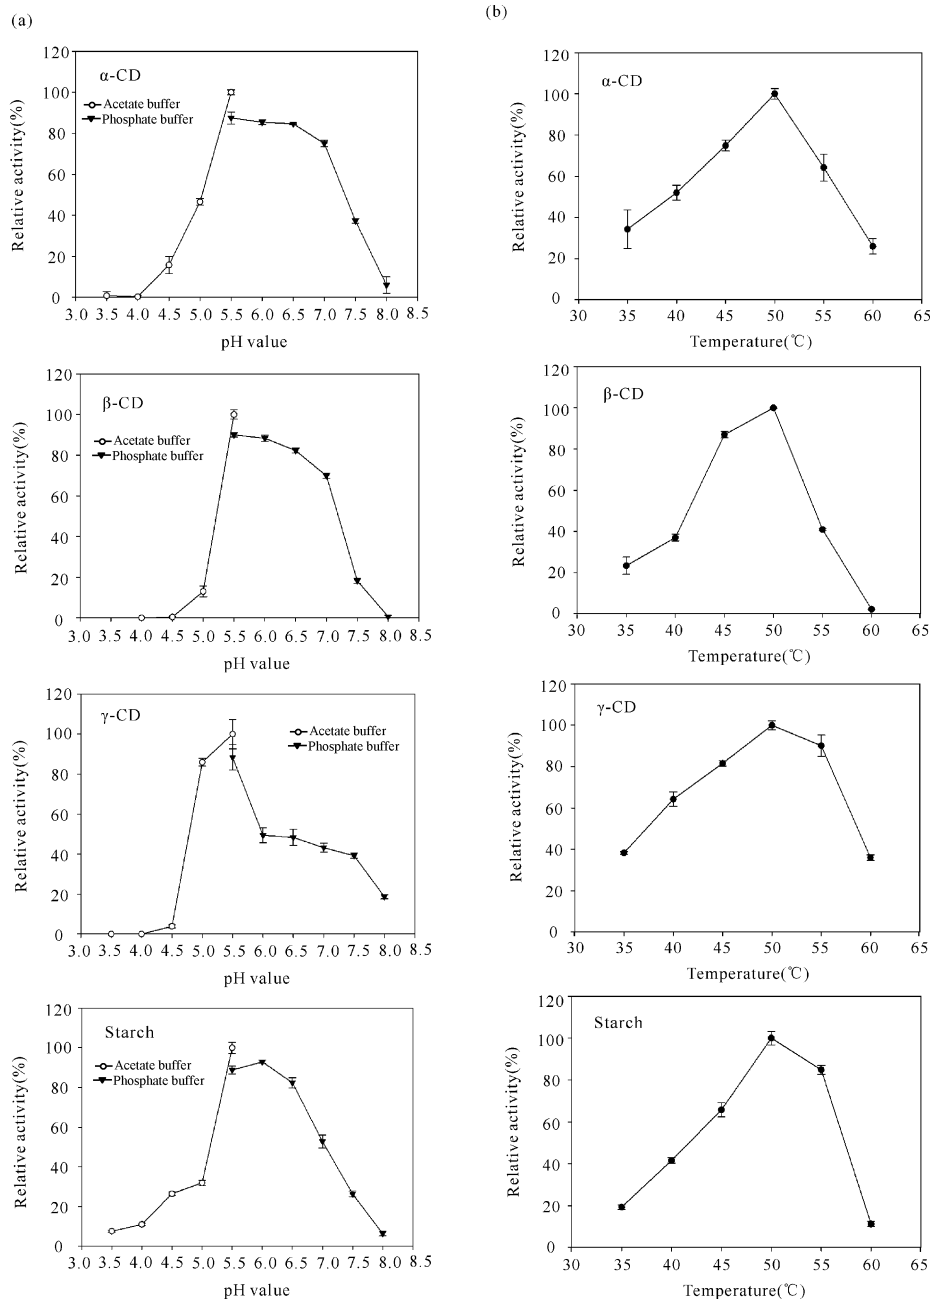 (a)
120
100
80
60
40
20
0
Relative activity(%)
α-CD
Acetate buffer
Phosphate buffer
3.0 3.5 4.0 4.5 5.0 5.5 6.0 6.5 7.0 7.5 8.0 8.5
pH value
120
100
80
60
40
20
0
Relative activity(%)
β-CD
Acetate buffer
Phosphate buffer
3.0 3.5 4.0 4.5 5.0 5.5 6.0 6.5 7.0 7.5 8.0 8.5
pH value
120
100
80
60
40
20
0
Relative activity(%)
γ-CD
Acetate buffer
Phosphate buffer
3.0 3.5 4.0 4.5 5.0 5.5 6.0 6.5 7.0 7.5 8.0 8.5
pH value
120
100
80
60
40
20
0
Relative activity(%)
Starch
Acetate buffer
Phosphate buffer
3.0 3.5 4.0 4.5 5.0 5.5 6.0 6.5 7.0 7.5 8.0 8.5
pH value
(b)
120
100
80
60
40
20
0
Relative activity(%)
α-CD
30 35 40 45 50 55 60 65
Temperature(℃)
120
100
80
60
40
20
0
Relative activity(%)
β-CD
30 35 40 45 50 55 60 65
Temperature(℃)
120
100
80
60
40
20
0
Relative activity(%)
γ-CD
30 35 40 45 50 55 60 65
Temperature(℃)
120
100
80
60
40
20
0
Relative activity(%)
Starch
30 35 40 45 50 55 60 65
Temperature(℃)